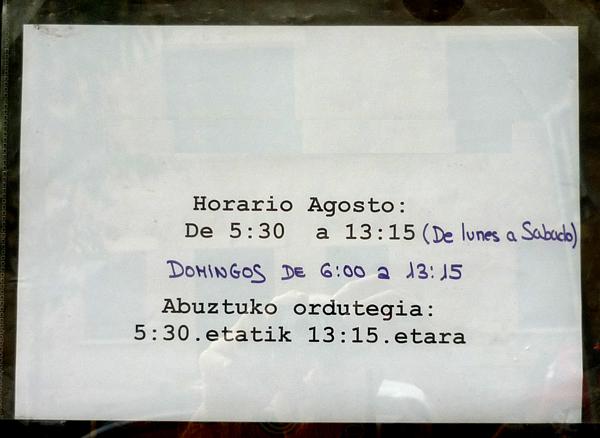 Horario Agosto:
De 5:30 a 13:15 (De lunes a Sabado)
DOMINGOS DE 6:00 a 13:15
Abuztuko ordutegia:
5:30.etatik 13:15.etara